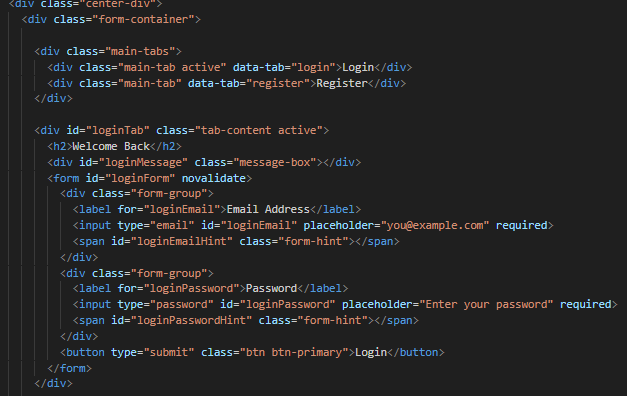 <div class="center-div">
<div class="form-container">
<div class="main-tabs">
<div class="main-tab active" data-tab="login">Login</div>
<div class="main-tab" data-tab="register">Register</div>
</div>
<div id="loginTab" class="tab-content active">
<h2>Welcome Back</h2>
<div id="loginMessage" class="message-box"></div>
<form id="loginForm" novalidate>
<div class="form-group">
<label for="loginEmail">Email Address</label>
<input type="email" id="loginEmail" placeholder="you@example.com" required>
<span id="loginEmailHint" class="form-hint"></span>
</div>
<div class="form-group">
<label for="loginPassword">Password</label>
<input type="password" id="loginPassword" placeholder="Enter your password" required>
<span id="loginPasswordHint" class="form-hint"></span>
</div>
<button type="submit" class="btn btn-primary">Login</button>
</form>
</div>